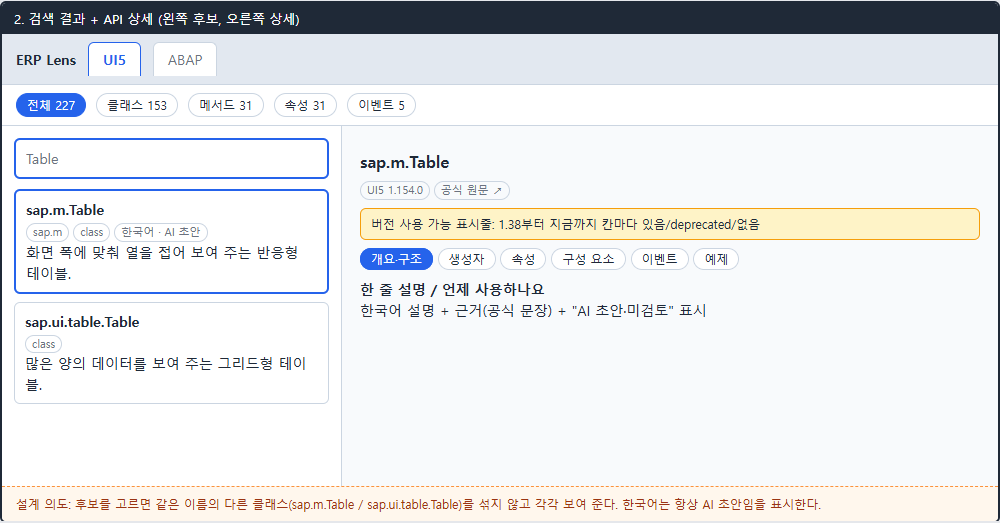 2. 검색 결과 + API 상세 (왼쪽 후보, 오른쪽 상세)
ERP Lens UI5 ABAP
전체 227 클래스 153 메서드 31 속성 31 이벤트 5
Table
sap.m.Table
sap.m class 한국어 · AI 초안
화면 폭에 맞춰 열을 접어 보여 주는 반응형
테이블.
sap.ui.table.Table
class
많은 양의 데이터를 보여 주는 그리드형 테이
블.
sap.m.Table
UI5 1.154.0 공식 원문 ↗
버전 사용 가능 표시줄: 1.38부터 지금까지 칸마다 있음/deprecated/없음
개요·구조 생성자 속성 구성 요소 이벤트 예제
한 줄 설명 / 언제 사용하나요
한국어 설명 + 근거(공식 문장) + "AI 초안·미검토" 표시
설계 의도: 후보를 고르면 같은 이름의 다른 클래스(sap.m.Table / sap.ui.table.Table)를 섞지 않고 각각 보여 준다. 한국어는 항상 AI 초안임을 표시한다.